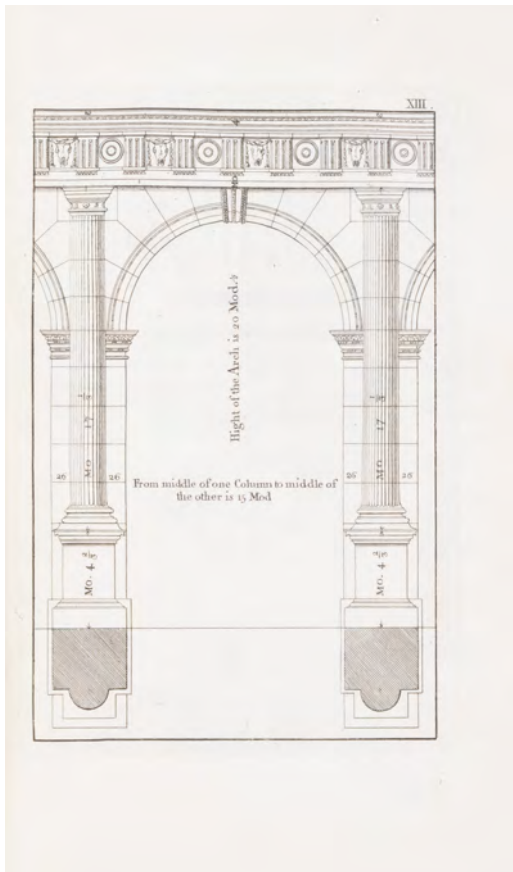 XIII.
Hight of the Arch is 20 Mod.
Mo 17
Mo 17
26
26
26
26
From middle of one Column to middle of
the other is 15 Mod
Mo. 4
Mo. 4